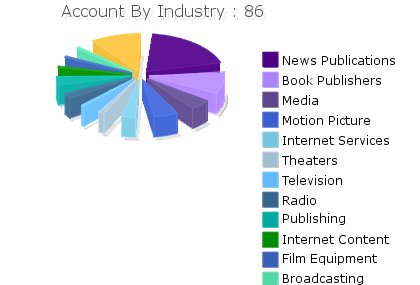 Account By Industry : 86
News Publications
Book Publishers
Media
Motion Picture
Internet Services
Theaters
Television
Radio
Publishing
Internet Content
Film Equipment
Broadcasting